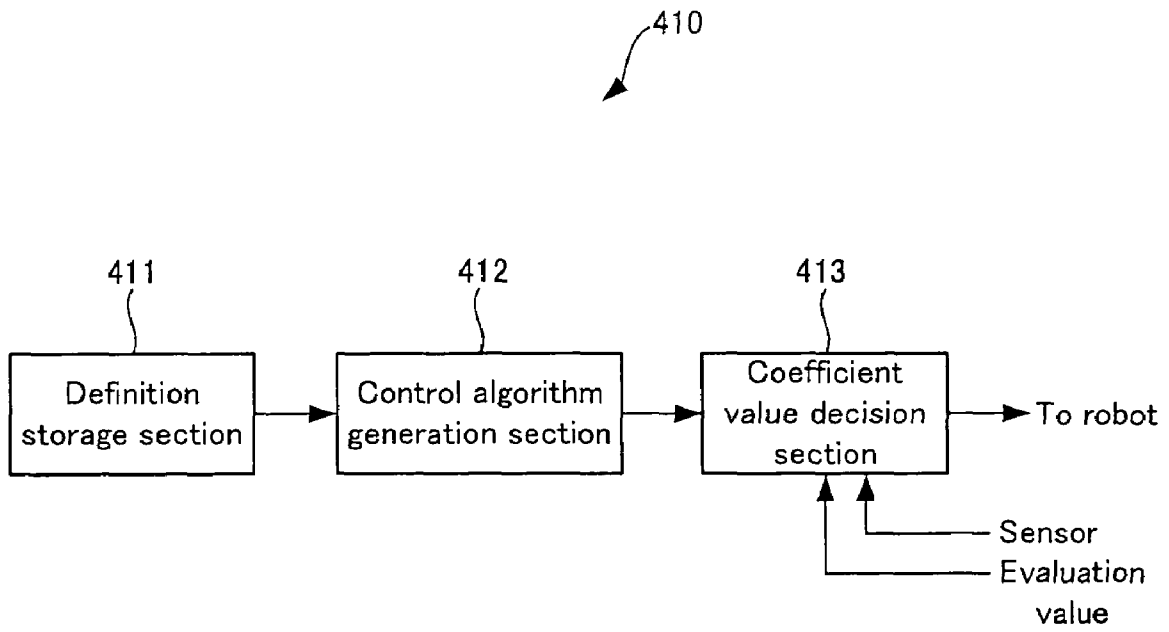 410
411
412
413
Definition
storage section
Control algorithm
generation section
Coefficient
value decision
section
To robot
Sensor
Evaluation
value